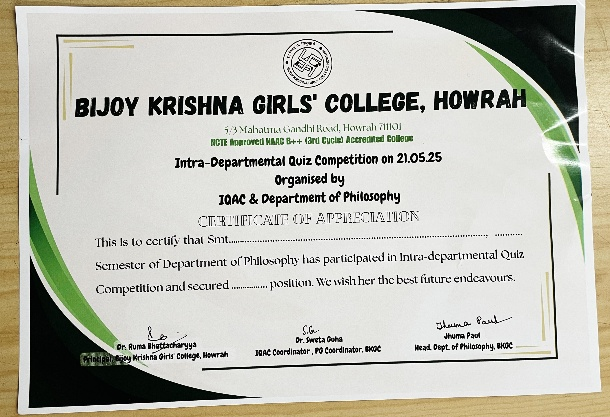 BIJOY KRISHNA GIRLS' COLLEGE, HOWRAH
5/3 Mahatma Gandhi Road, Howrah 711101
NCTE Approved NAAC B++ (3rd Cycle) Accredited College
Intra-Departmental Quiz Competition on 21.05.25
Organised by
IQAC & Department of Philosophy
CERTIFICATE OF APPRECIATION
This is to certify that Smt.......................................................................... ..........
Semester of Department of Philosophy has participated in Intra-departmental Quiz
Competition and secured .............. position. We wish her the best future endeavours.
Jhuma Paul
Dr. Ruma Bhattacharyya
Principal, Bijoy Krishna Girls' College, Howrah
S.G.
Dr. Sweta Guha
IQAC Coordinator, PG Coordinator, BKGC
Jhuma Paul
Head, Dept. of Philosophy, BKGC